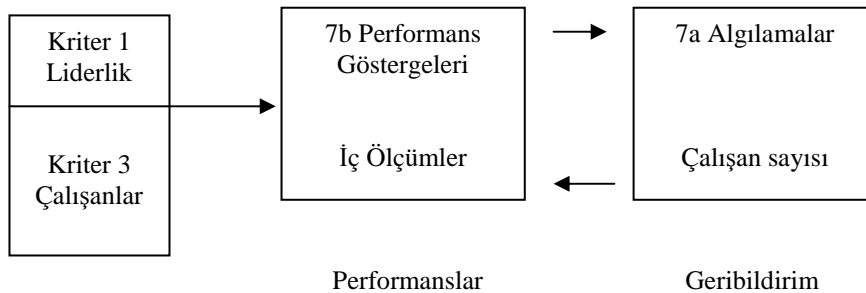 Kriter 1
Liderlik
Kriter 3
Çalışanlar
7b Performans
Göstergeleri
İç Ölçümler
7a Algılamalar
Çalışan sayısı
Performanslar
Geribildirim